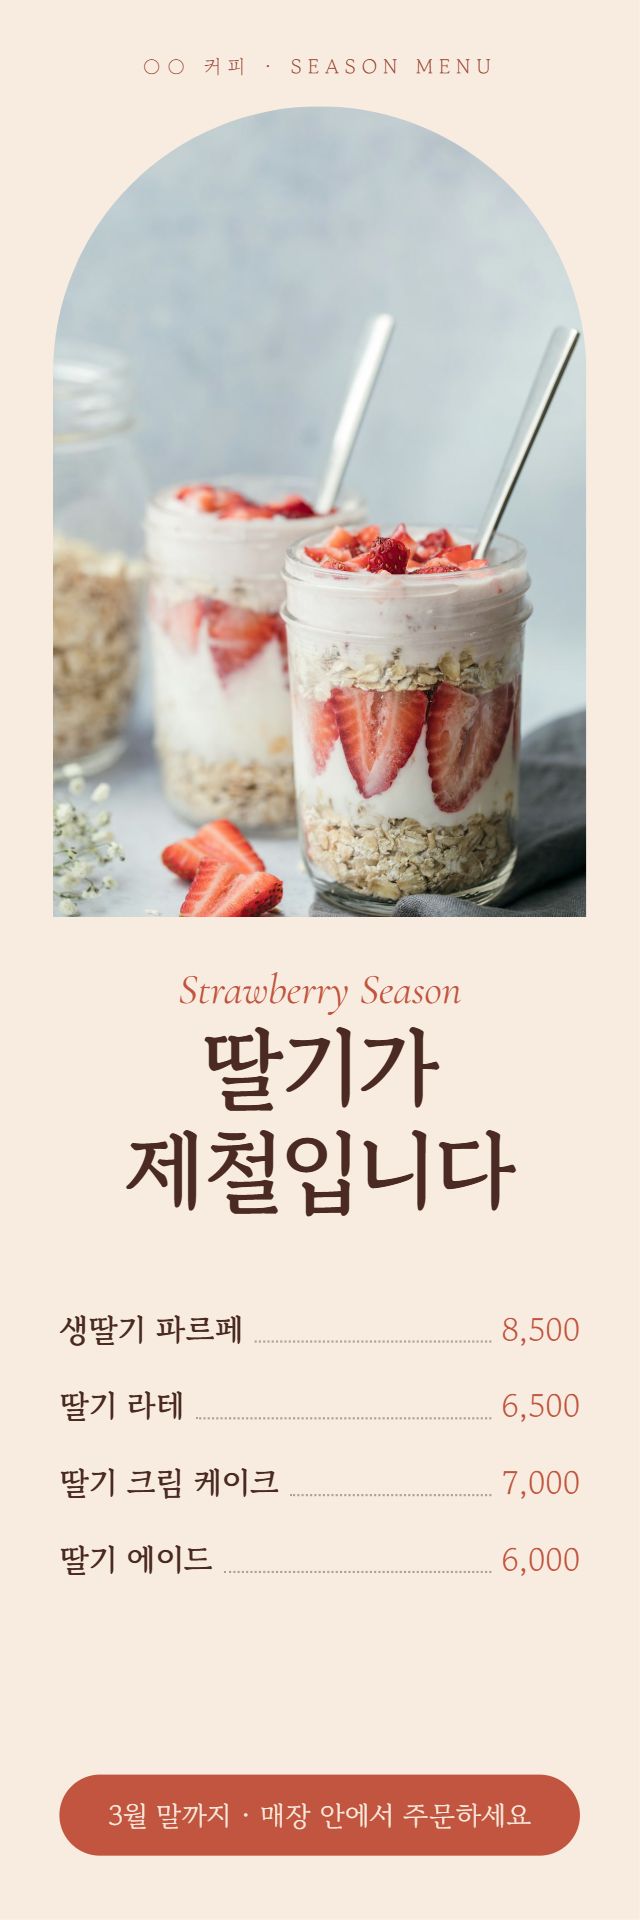 ○○ 커피 · SEASON MENU
Strawberry Season
딸기가
제철입니다
생딸기 파르페 8,500
딸기 라테 6,500
딸기 크림 케이크 7,000
딸기 에이드 6,000
3월 말까지 · 매장 안에서 주문하세요